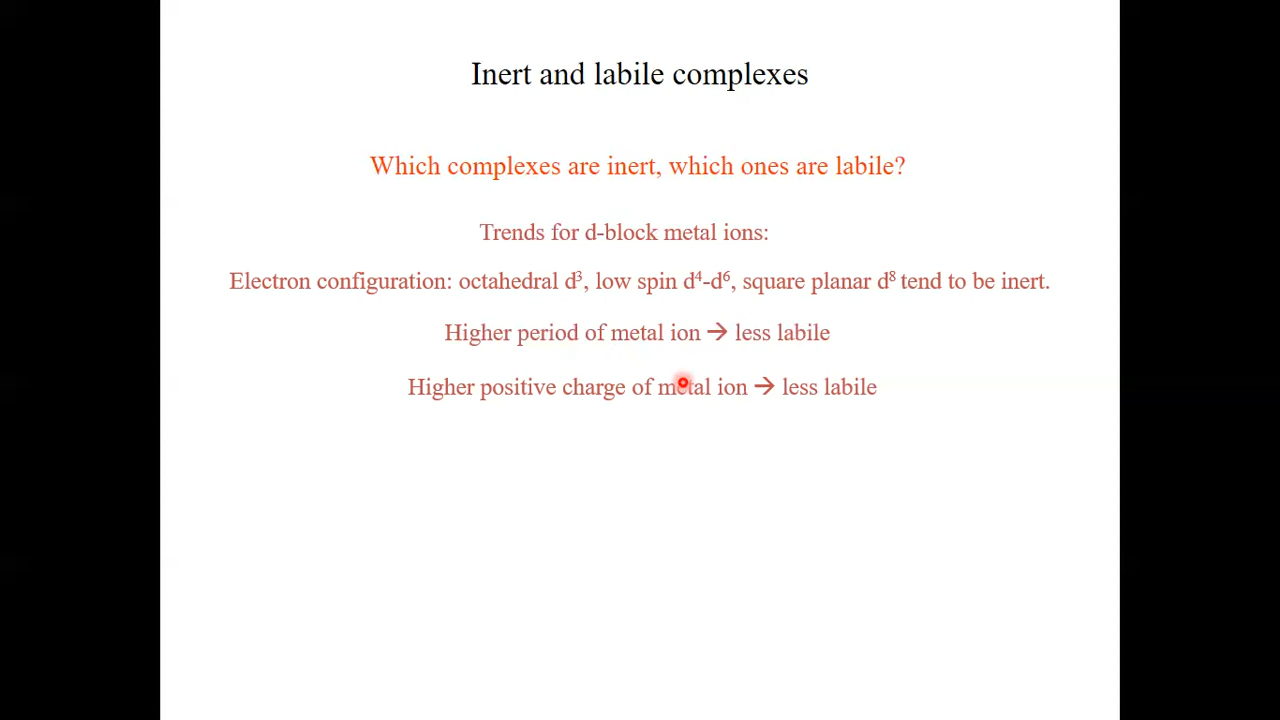 Inert and labile complexes
Which complexes are inert, which ones are labile?
Trends for d-block metal ions:
Electron configuration: octahedral d³, low spin d⁴-d⁶, square planar d⁸ tend to be inert.
Higher period of metal ion → less labile
Higher positive charge of metal ion → less labile